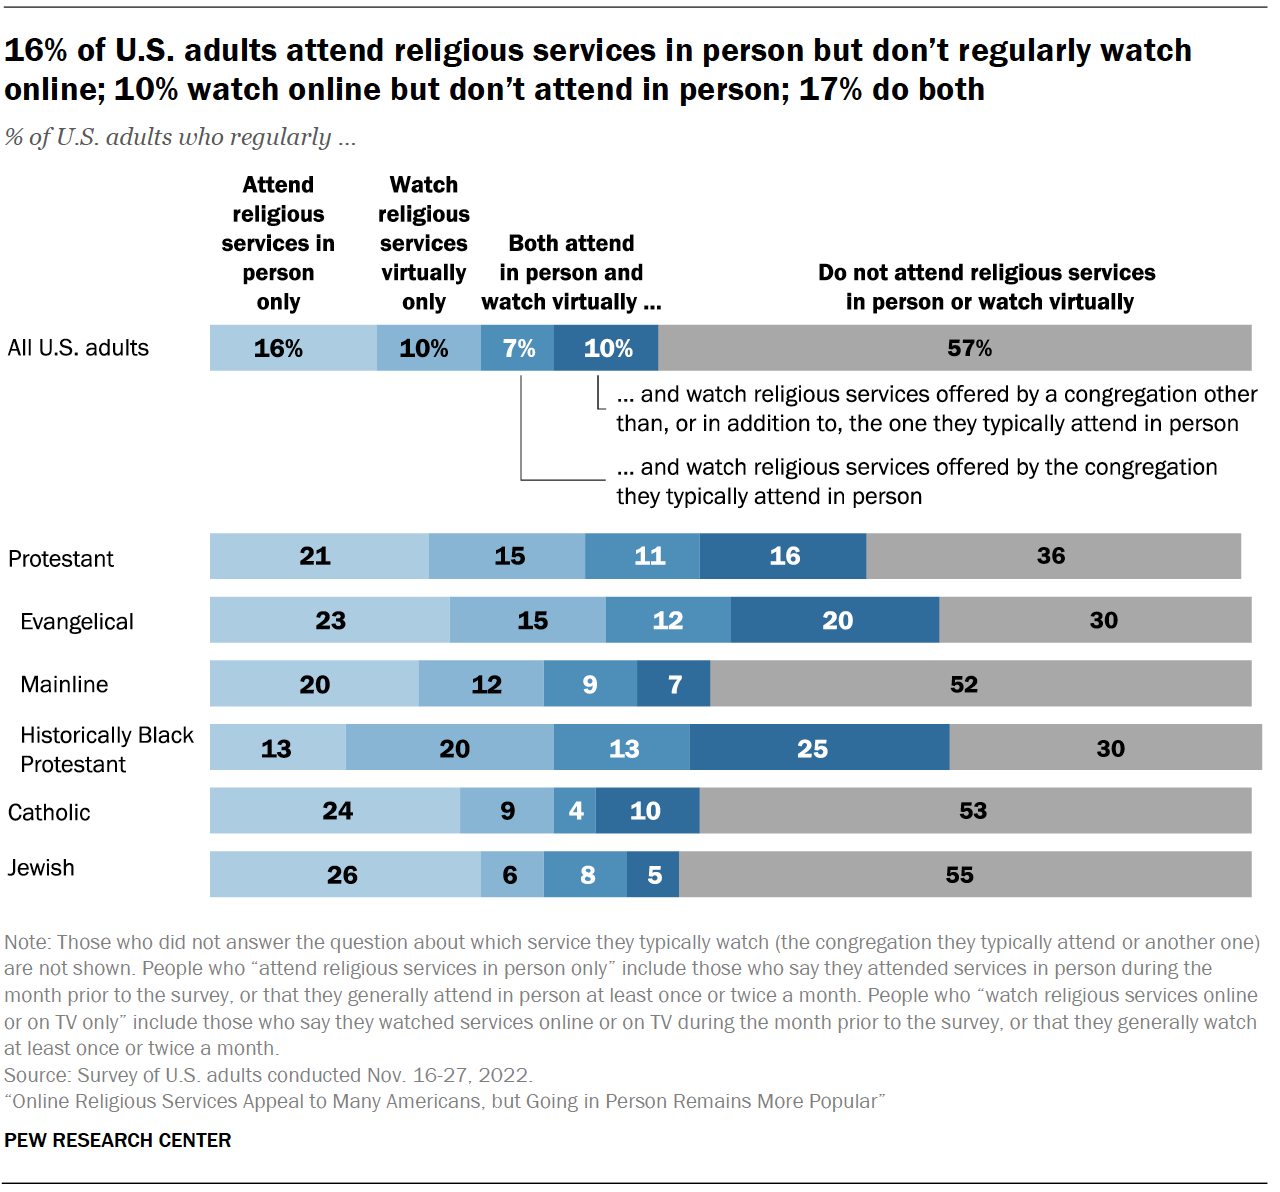 16% of U.S. adults attend religious services in person but don’t regularly watch
online; 10% watch online but don’t attend in person; 17% do both
% of U.S. adults who regularly ...
Attend
religious
services in
person
only
Watch
religious
services
virtually
only
Both attend
in person and
watch virtually ...
Do not attend religious services
in person or watch virtually
All U.S. adults 16% 10% 7% 10% 57%
... and watch religious services offered by a congregation other
than, or in addition to, the one they typically attend in person
... and watch religious services offered by the congregation
they typically attend in person
Protestant 21 15 11 16 36
Evangelical 23 15 12 20 30
Mainline 20 12 9 7 52
Historically Black
Protestant 13 20 13 25 30
Catholic 24 9 4 10 53
Jewish 26 6 8 5 55
Note: Those who did not answer the question about which service they typically watch (the congregation they typically attend or another one)
are not shown. People who “attend religious services in person only” include those who say they attended services in person during the
month prior to the survey, or that they generally attend in person at least once or twice a month. People who “watch religious services online
or on TV only” include those who say they watched services online or on TV during the month prior to the survey, or that they generally watch
at least once or twice a month.
Source: Survey of U.S. adults conducted Nov. 16-27, 2022.
“Online Religious Services Appeal to Many Americans, but Going in Person Remains More Popular”
PEW RESEARCH CENTER